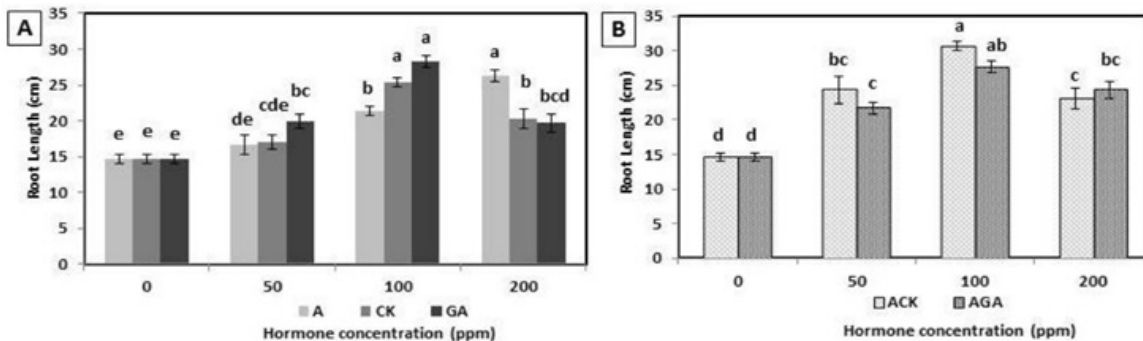 A
Root Length (cm)
35
30
25
20
15
10
5
0
e e e
de cde bc
b a a
a b bcd
0 50 100 200
A CK GA
Hormone concentration (ppm)
B
Root Length (cm)
35
30
25
20
15
10
5
0
d d
bc c
a ab
c bc
0 50 100 200
ACK AGA
Hormone concentration (ppm)